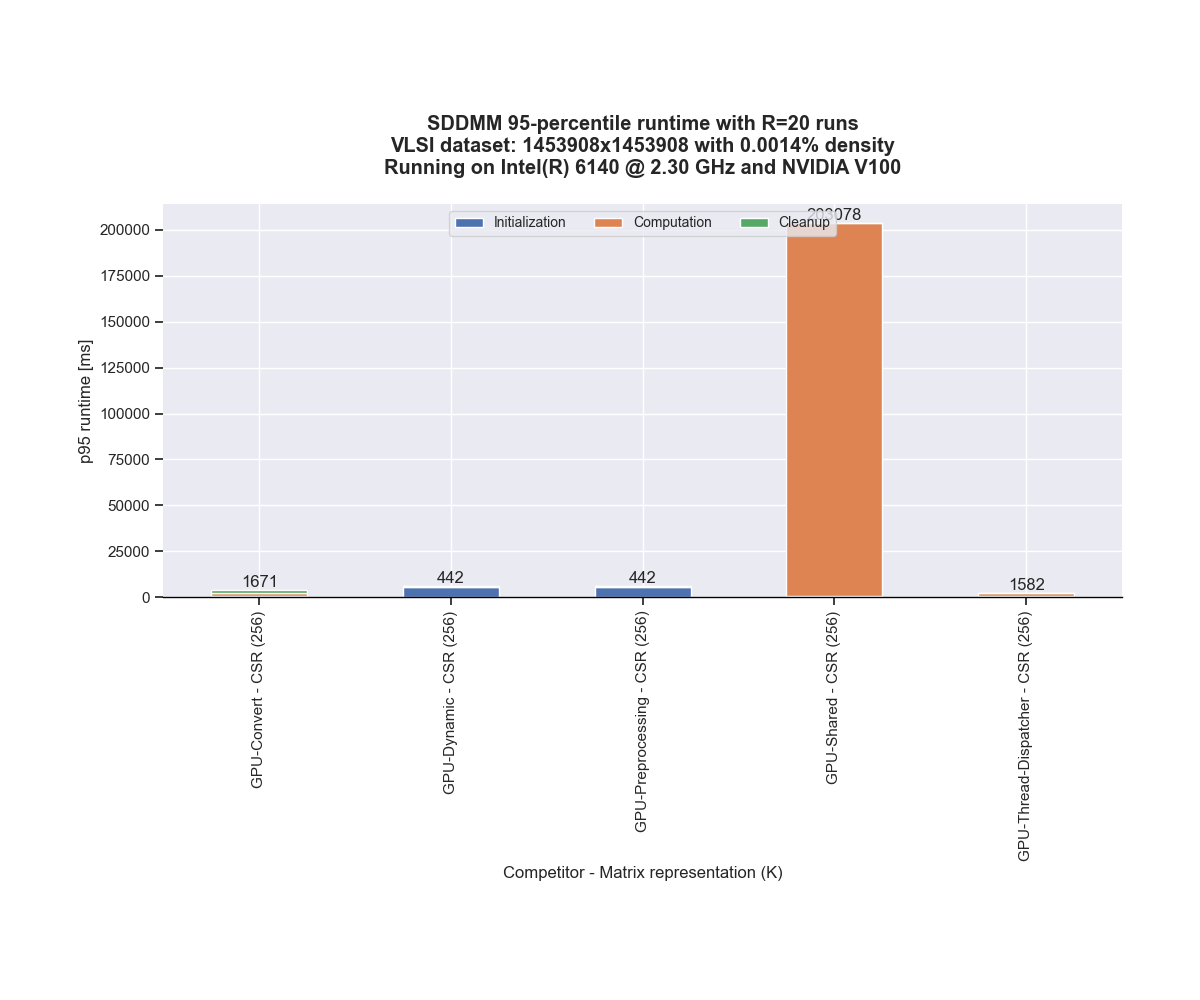 SDDMM 95-percentile runtime with R=20 runs
VLSI dataset: 1453908x1453908 with 0.0014% density
Running on Intel(R) 6140 @ 2.30 GHz and NVIDIA V100
Initialization
Computation
Cleanup
203078
200000
175000
150000
125000
100000
75000
50000
25000
0
p95 runtime [ms]
1671
442
442
1582
GPU-Convert - CSR (256)
GPU-Dynamic - CSR (256)
GPU-Preprocessing - CSR (256)
GPU-Shared - CSR (256)
GPU-Thread-Dispatcher - CSR (256)
Competitor - Matrix representation (K)